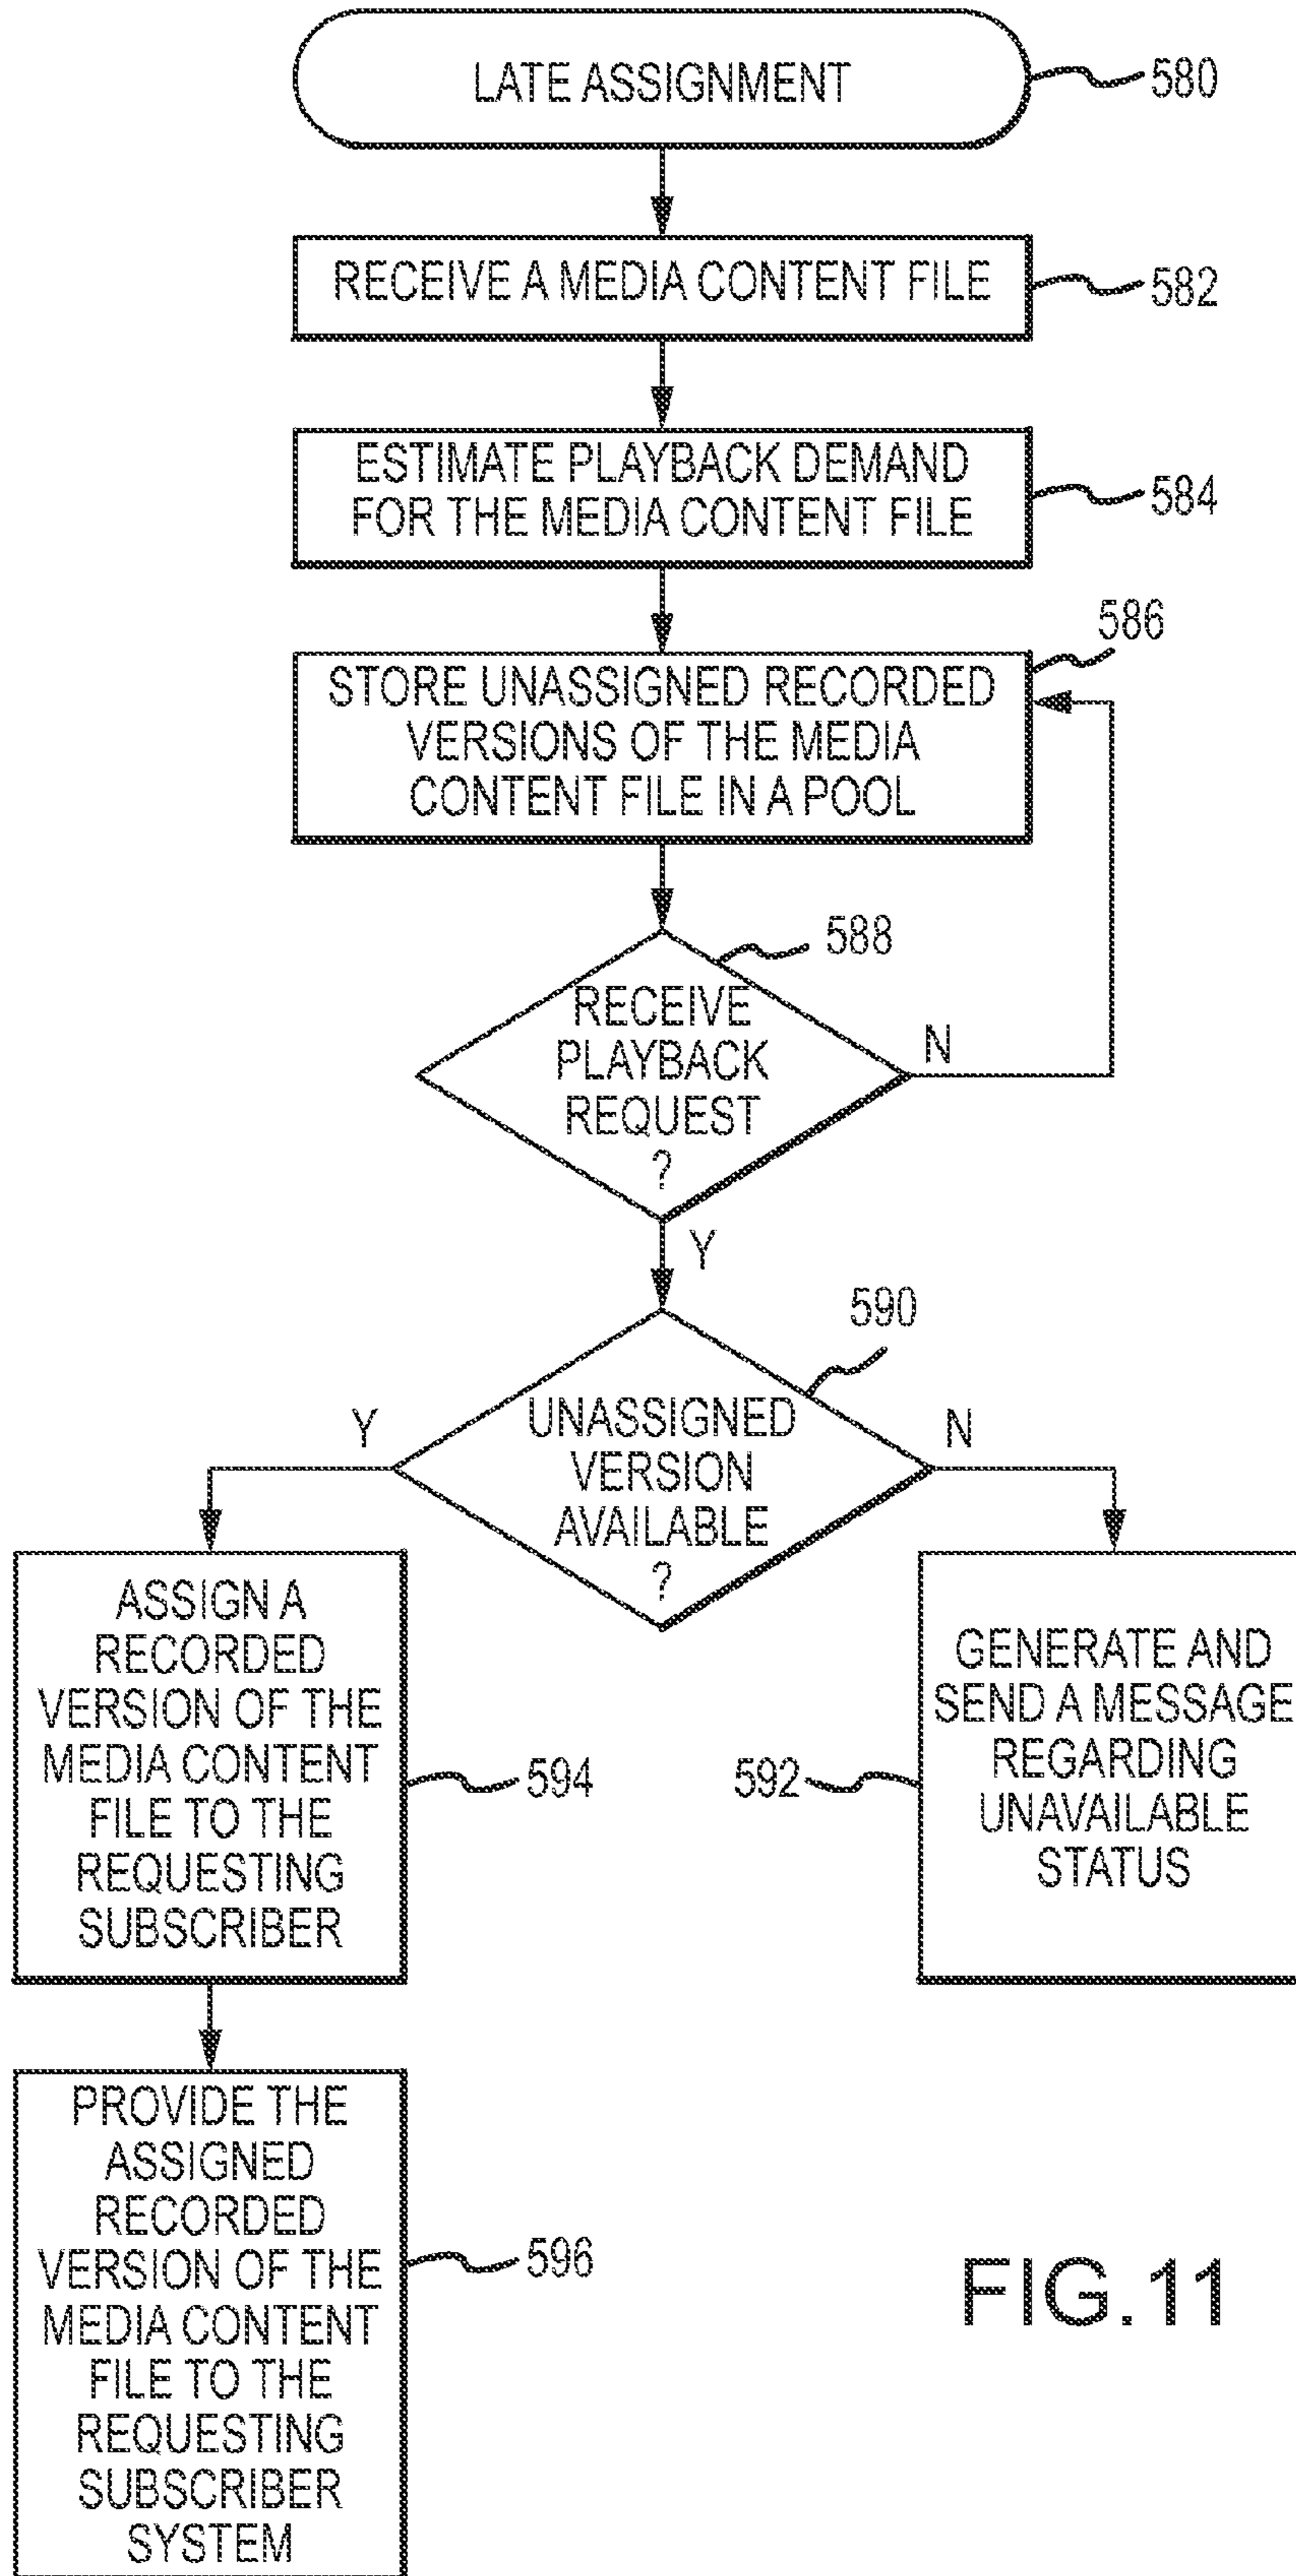 LATE ASSIGNMENT
580
RECEIVE A MEDIA CONTENT FILE
582
ESTIMATE PLAYBACK DEMAND
FOR THE MEDIA CONTENT FILE
584
586
STORE UNASSIGNED RECORDED
VERSIONS OF THE MEDIA
CONTENT FILE IN A POOL
588
RECEIVE
PLAYBACK
REQUEST
?
N
Y
590
UNASSIGNED
VERSION
AVAILABLE
?
Y
N
ASSIGN A
RECORDED
VERSION OF THE
MEDIA CONTENT
FILE TO THE
REQUESTING
SUBSCRIBER
594
592
GENERATE AND
SEND A MESSAGE
REGARDING
UNAVAILABLE
STATUS
PROVIDE THE
ASSIGNED
RECORDED
VERSION OF THE
MEDIA CONTENT
FILE TO THE
REQUESTING
SUBSCRIBER
SYSTEM
596
FIG.11